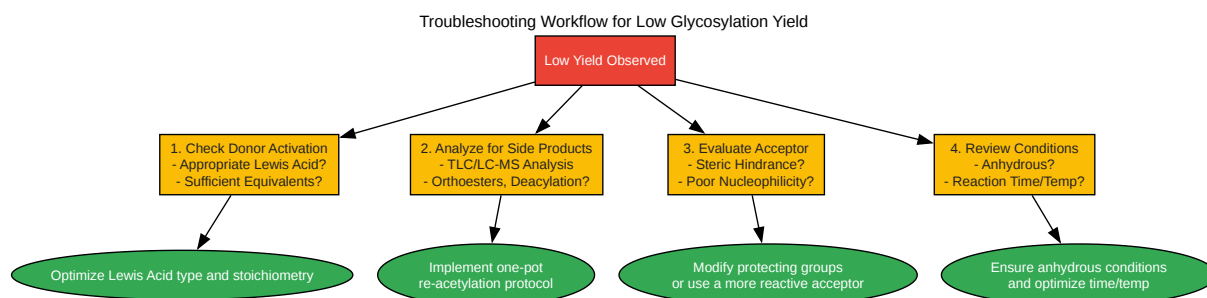 Troubleshooting Workflow for Low Glycosylation Yield
Low Yield Observed
1. Check Donor Activation
- Appropriate Lewis Acid?
- Sufficient Equivalents?
2. Analyze for Side Products
- TLC/LC-MS Analysis
- Orthoesters, Deacylation?
3. Evaluate Acceptor
- Steric Hindrance?
- Poor Nucleophilicity?
4. Review Conditions
- Anhydrous?
- Reaction Time/Temp?
Optimize Lewis Acid type and stoichiometry
Implement one-pot
re-acetylation protocol
Modify protecting groups
or use a more reactive acceptor
Ensure anhydrous conditions
and optimize time/temp